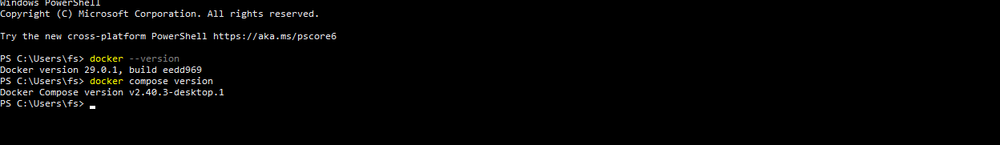 Windows PowerShell
Copyright (C) Microsoft Corporation. All rights reserved.
Try the new cross-platform PowerShell https://aka.ms/pscore6
PS C:\Users\fs> docker --version
Docker version 29.0.1, build eedd969
PS C:\Users\fs> docker compose version
Docker Compose version v2.40.3-desktop.1
PS C:\Users\fs>